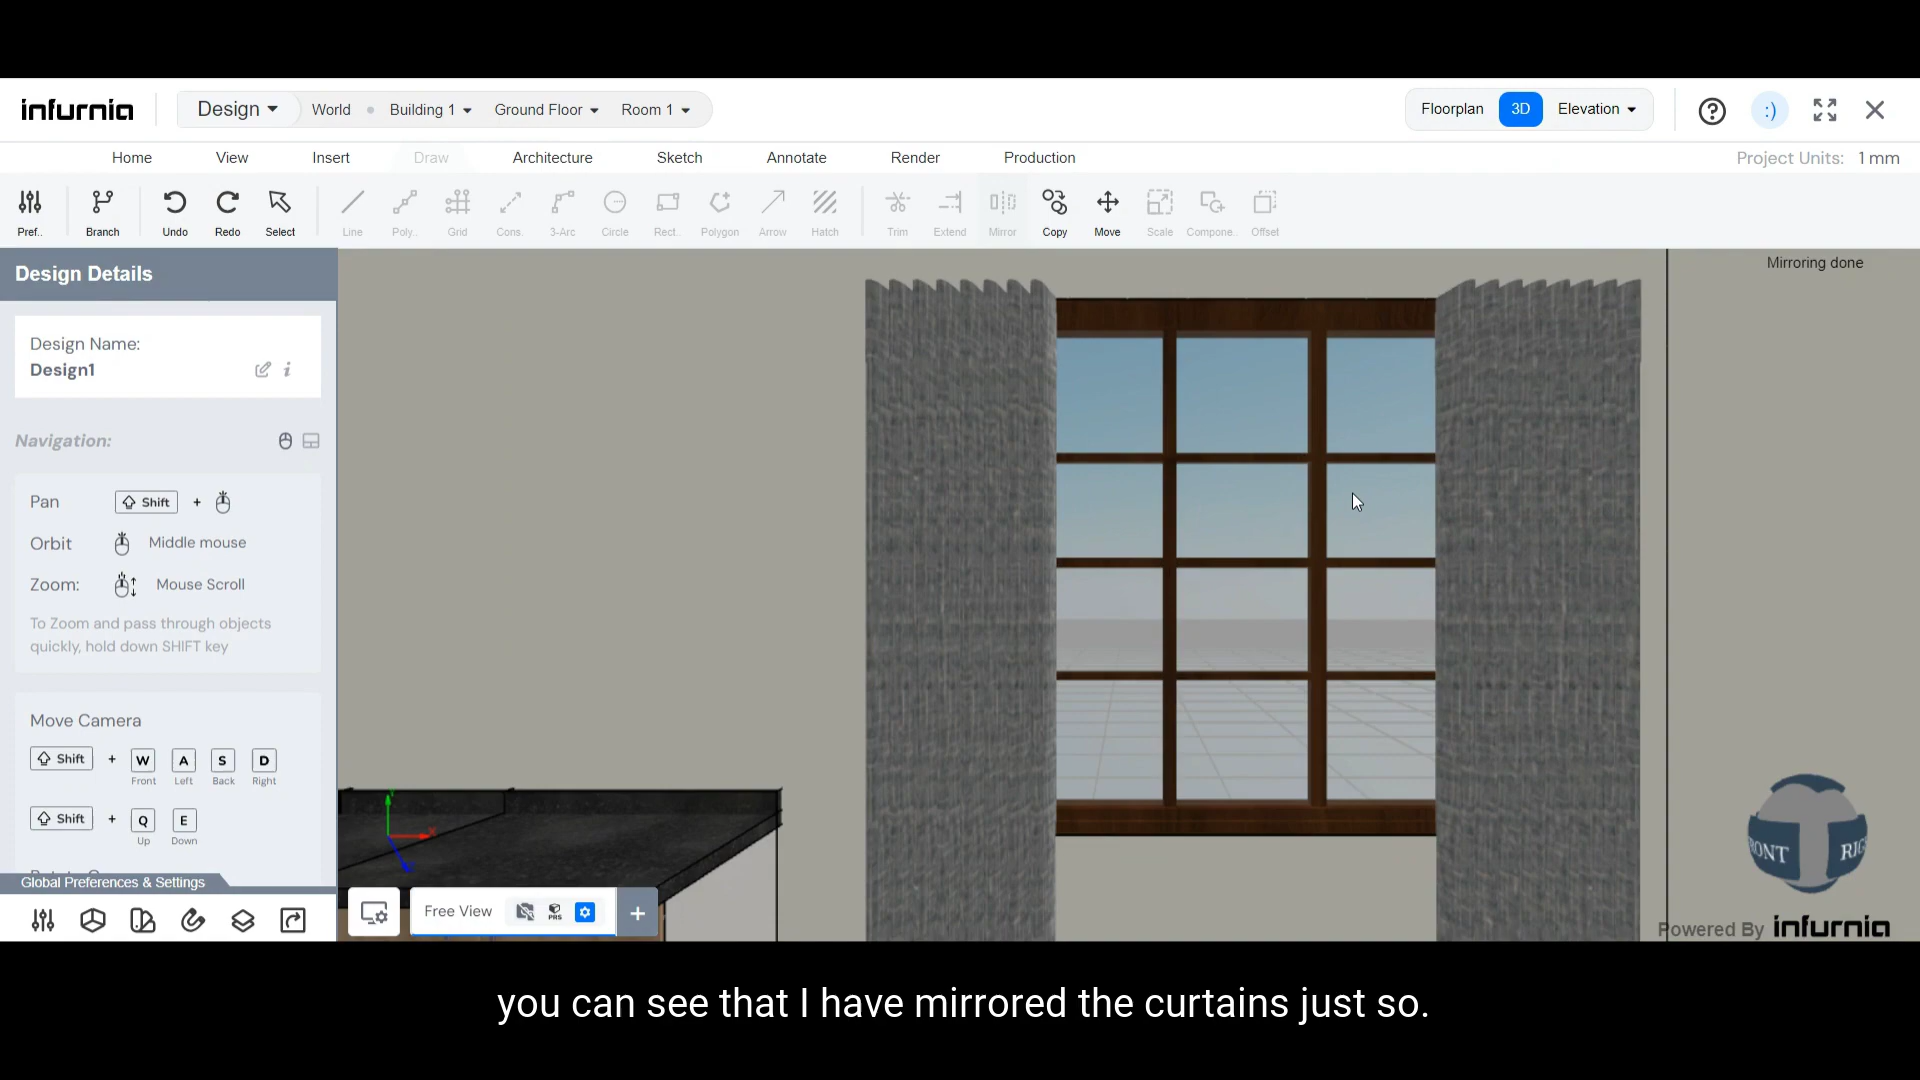 infurnia
Design
World
Building 1
Ground Floor
Room 1
Floorplan
3D
Elevation
:)
Home
View
Insert
Draw
Architecture
Sketch
Annotate
Render
Production
Project Units: 1 mm
Pref..
Branch
Undo
Redo
Select
Line
Poly..
Grid
Cons.
3-Arc
Circle
Rect..
Polygon
Arrow
Hatch
Trim
Extend
Mirror
Copy
Move
Scale
Compone..
Offset
Design Details
Mirroring done
Design Name:
Design1
Navigation:
Pan
Shift +
Orbit
Middle mouse
Zoom:
Mouse Scroll
To Zoom and pass through objects
quickly, hold down SHIFT key
Move Camera
Shift + W A S D
Front Left Back Right
Shift + Q E
Up Down
Global Preferences & Settings
Free View
PRS
+
RONT
RIG
Powered By infurnia
you can see that I have mirrored the curtains just so.